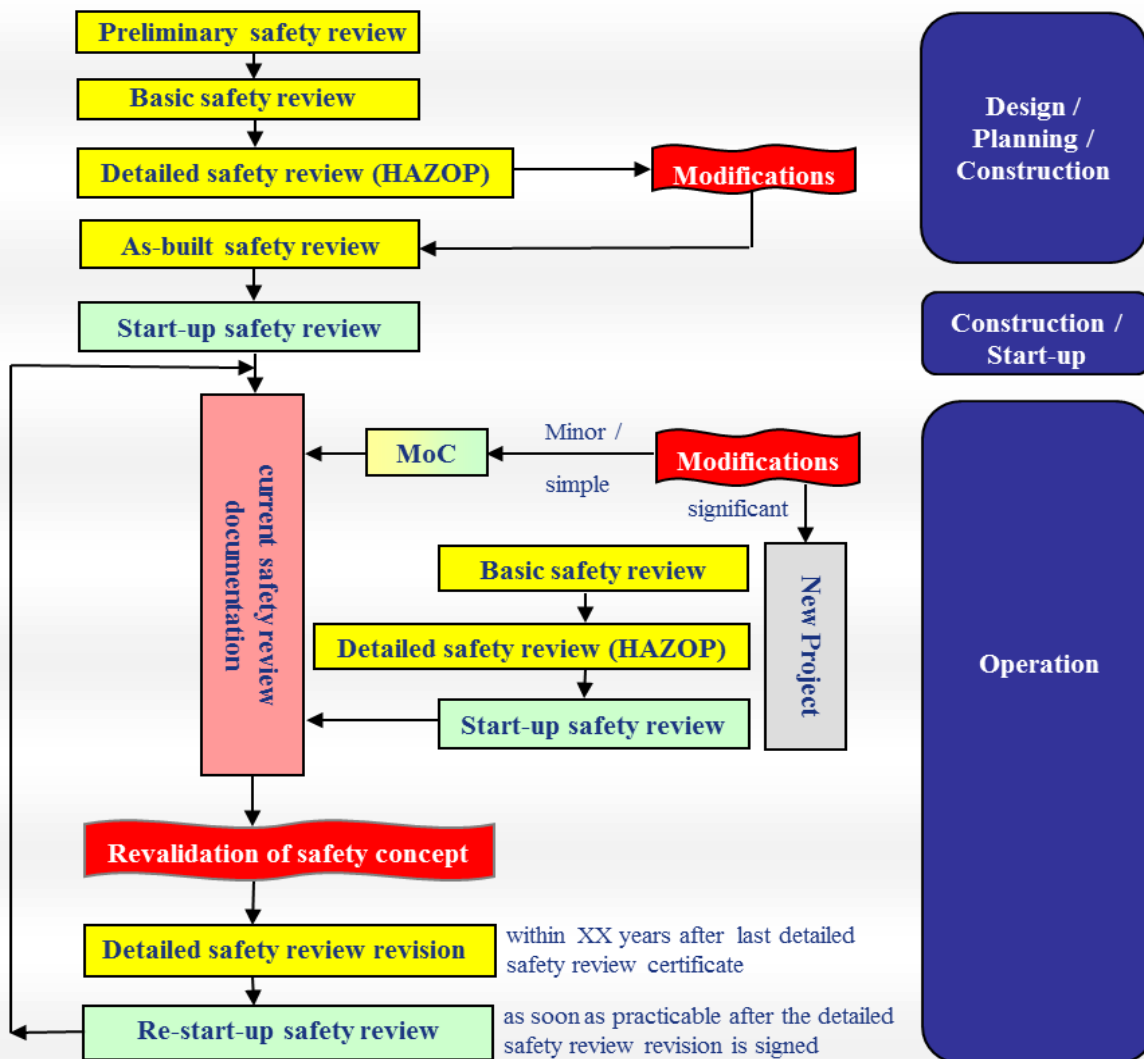 Preliminary safety review
Basic safety review
Detailed safety review (HAZOP)
Modifications
As-built safety review
Start-up safety review
Design /
Planning /
Construction
Construction /
Start-up
current safety review
documentation
MoC
Minor /
simple
Modifications
significant
New Project
Basic safety review
Detailed safety review (HAZOP)
Start-up safety review
Operation
Revalidation of safety concept
Detailed safety review revision
within XX years after last detailed
safety review certificate
Re-start-up safety review
as soon as practicable after the detailed
safety review revision is signed